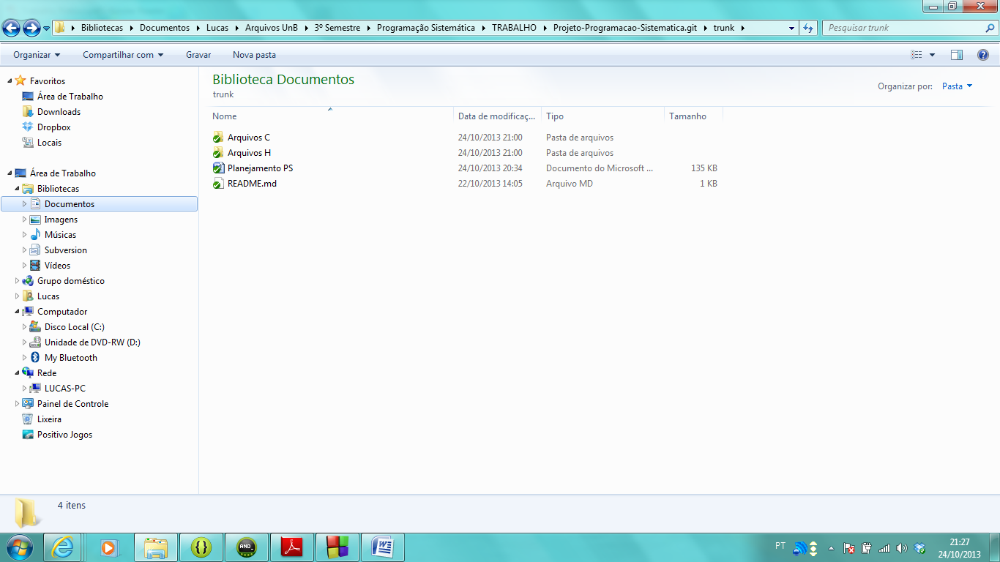 Bibliotecas Documentos Lucas Arquivos UnB 3º Semestre Programação Sistemática TRABALHO Projeto-Programacao-Sistematica.git trunk
Pesquisar trunk
Organizar Compartilhar com Gravar Nova pasta
Favoritos
Área de Trabalho
Downloads
Dropbox
Locais
Área de Trabalho
Bibliotecas
Documentos
Imagens
Músicas
Subversion
Vídeos
Grupo doméstico
Lucas
Computador
Disco Local (C:)
Unidade de DVD-RW (D:)
My Bluetooth
Rede
LUCAS-PC
Painel de Controle
Lixeira
Positivo Jogos
Biblioteca Documentos
trunk
Organizar por: Pasta
Nome Data de modificaç... Tipo Tamanho
Arquivos C 24/10/2013 21:00 Pasta de arquivos
Arquivos H 24/10/2013 21:00 Pasta de arquivos
Planejamento PS 24/10/2013 20:34 Documento do Microsoft ... 135 KB
README.md 22/10/2013 14:05 Arquivo MD 1 KB
4 itens
AND_
PT
21:27
24/10/2013